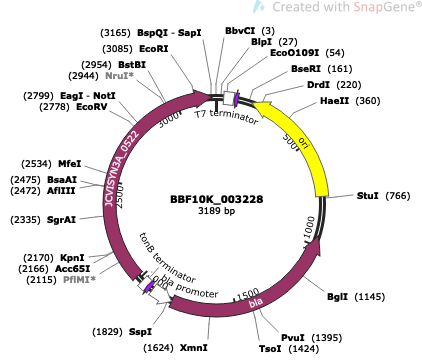 Created with SnapGene®
(3165) BspQI - SapI
BbvCI (3)
(3085) EcoRI
BlpI (27)
EcoO109I (54)
(2954) BstBI
BseRI (161)
(2944) NruI*
DrdI (220)
(2799) EagI - NotI
HaeII (360)
(2778) EcoRV
T7 terminator
3000
ori
500
(2534) MfeI
JCVISYN3A_0522
(2475) BsaAI
(2472) AflIII
2500
BBF10K_003228
3189 bp
StuI (766)
(2335) SgrAI
1000
(2170) KpnI
(2166) Acc65I
(2115) PflMI*
tonB terminator
bla promoter
BglI (1145)
1500
bla
(1829) SspI
PvuI (1395)
(1624) XmnI
TsoI (1424)